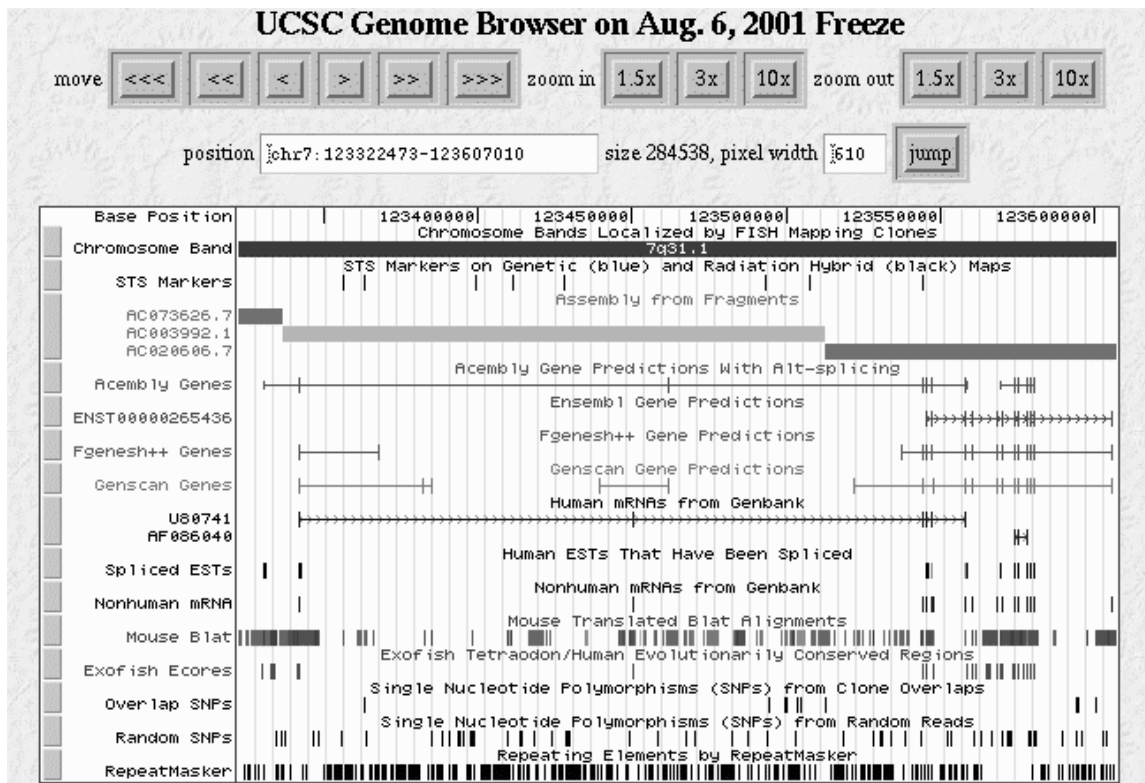 UCSC Genome Browser on Aug. 6, 2001 Freeze
move <<< << < > >> >>> zoom in 1.5x 3x 10x zoom out 1.5x 3x 10x
position chr7:123322473-123607010 size 284538, pixel width 610 jump
Base Position 123400000| 123450000| 123500000| 123550000| 123600000|
Chromosome Bands Localized by FISH Mapping Clones
Chromosome Band 7q31.1
STS Markers on Genetic (blue) and Radiation Hybrid (black) Maps
STS Markers
Assembly from Fragments
AC073626.7
AC003992.1
AC020606.7
Acembly Gene Predictions With Alt-splicing
Acembly Genes
Ensembl Gene Predictions
ENST00000265436
Fgenesh++ Gene Predictions
Fgenesh++ Genes
Genscan Gene Predictions
Genscan Genes
Human mRNAs from Genbank
U80741
AF086040
Human ESTs That Have Been Spliced
Spliced ESTs
Nonhuman mRNAs from Genbank
Nonhuman mRNA
Mouse Translated Blat Alignments
Mouse Blat
Exofish Tetraodon/Human Evolutionarily Conserved Regions
Exofish Ecores
Single Nucleotide Polymorphisms (SNPs) from Clone Overlaps
Overlap SNPs
Single Nucleotide Polymorphisms (SNPs) from Random Reads
Random SNPs
Repeating Elements by RepeatMasker
RepeatMasker